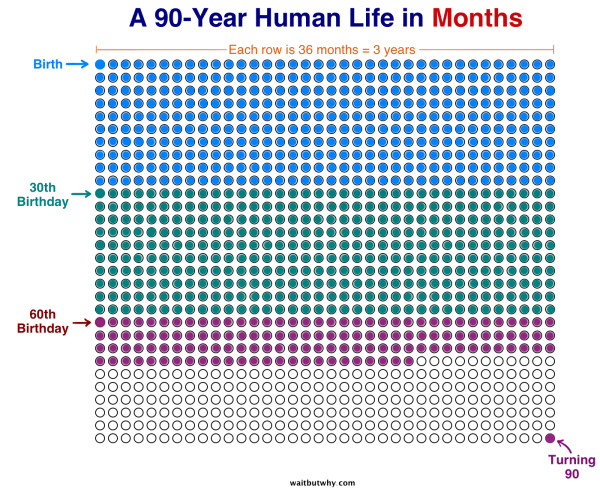 A 90-Year Human Life in Months
Each row is 36 months = 3 years
Birth
30th
Birthday
60th
Birthday
Turning
90
waitbutwhy.com